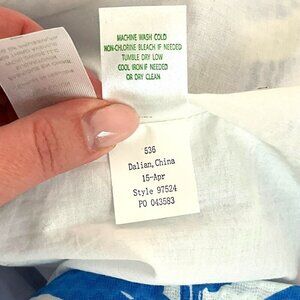 MACHINE WASH COLD
NON-CHLORINE BLEACH IF NEEDED
TUMBLE DRY LOW
COOL IRON IF NEEDED
OR DRY CLEAN
536
Dalian, China
15-Apr
Style 97524
PO 043583